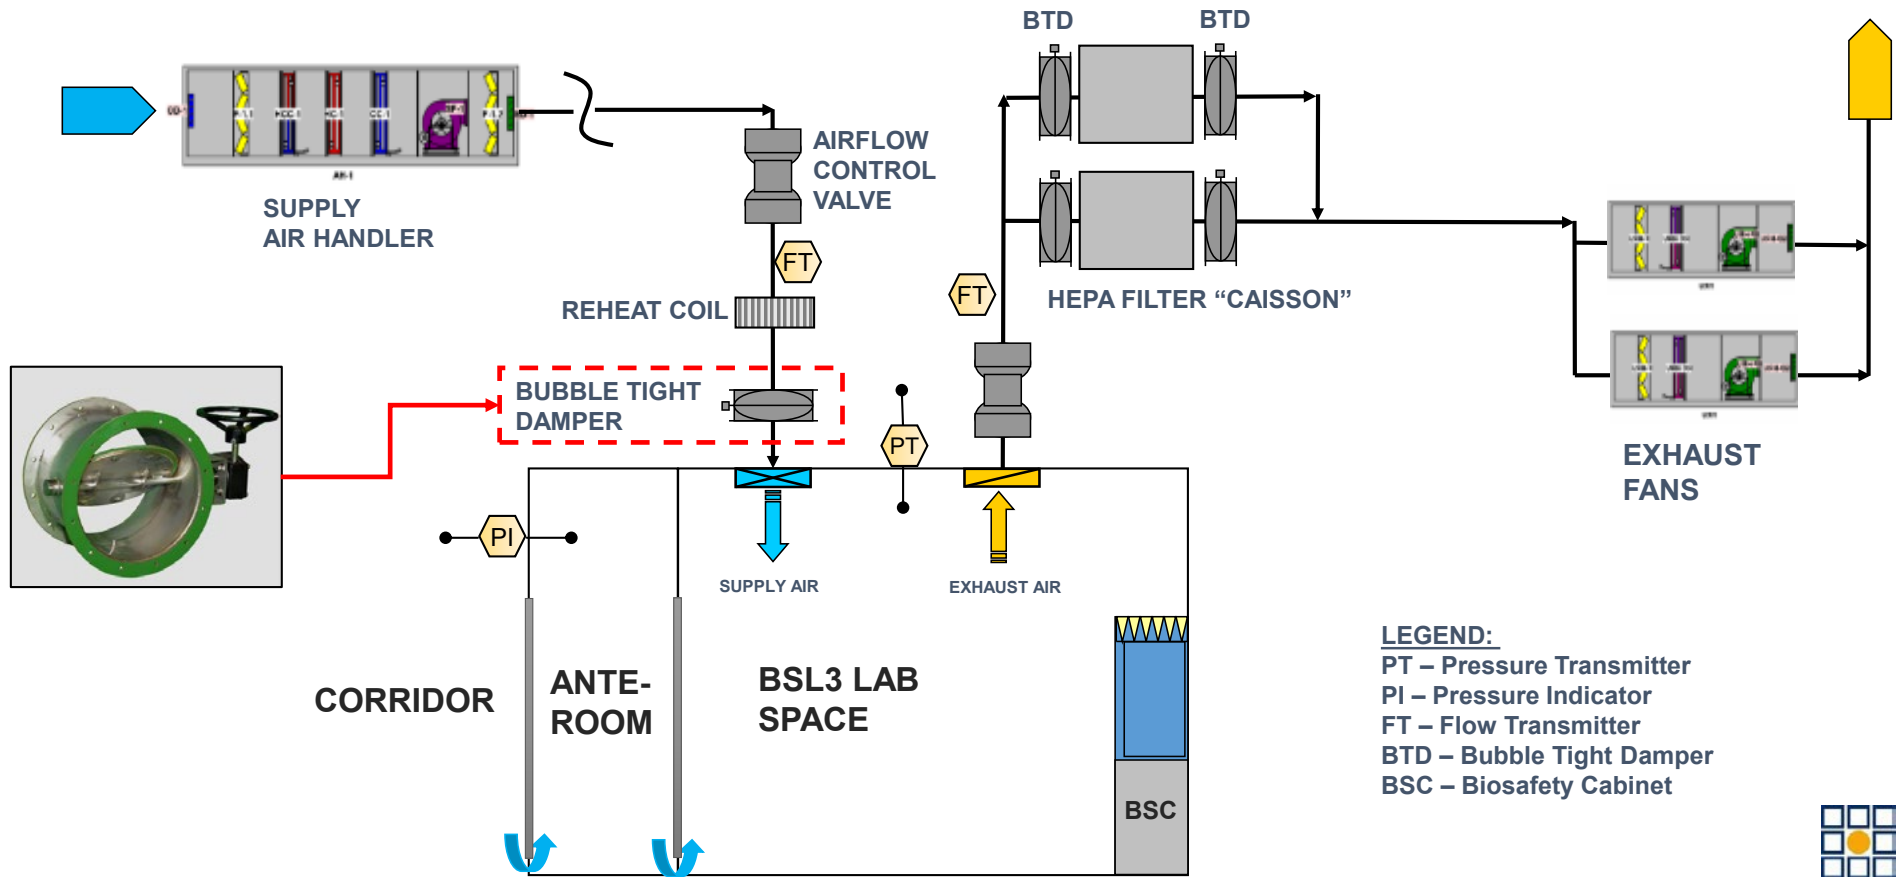 BTD
BTD
AIRFLOW
CONTROL
VALVE
AH-1
SUPPLY
AIR HANDLER
FT
REHEAT COIL
FT
HEPA FILTER “CAISSON”
BUBBLE TIGHT
DAMPER
PT
EXHAUST
FANS
PI
SUPPLY AIR
EXHAUST AIR
CORRIDOR
ANTE-
ROOM
BSL3 LAB
SPACE
BSC
LEGEND:
PT – Pressure Transmitter
PI – Pressure Indicator
FT – Flow Transmitter
BTD – Bubble Tight Damper
BSC – Biosafety Cabinet